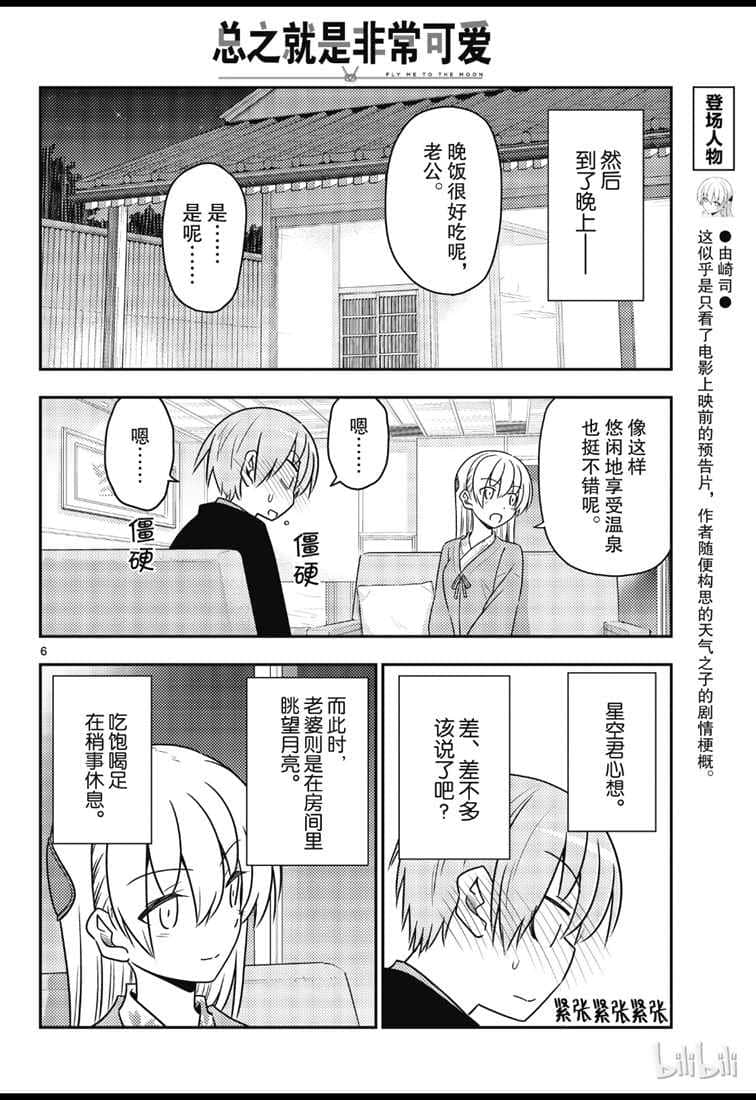 总之就是非常可爱
FLY ME TO THE MOON
登场人物
●由崎司●
这似乎是只看了电影上映前的预告片，作者随便构思的天气之子的剧情梗概。
然后
到了晚上——
晚饭很好吃呢，
老公。
是……
是呢……
像这样
悠闲地享受温泉
也挺不错呢。
嗯……
嗯……
僵硬
僵硬
6
星空君心想。
差、差不多
该说了吧？
紧张紧张紧张
而此时，
老婆则是在房间里
眺望月亮。
吃饱喝足
在稍事休息。
bilibili